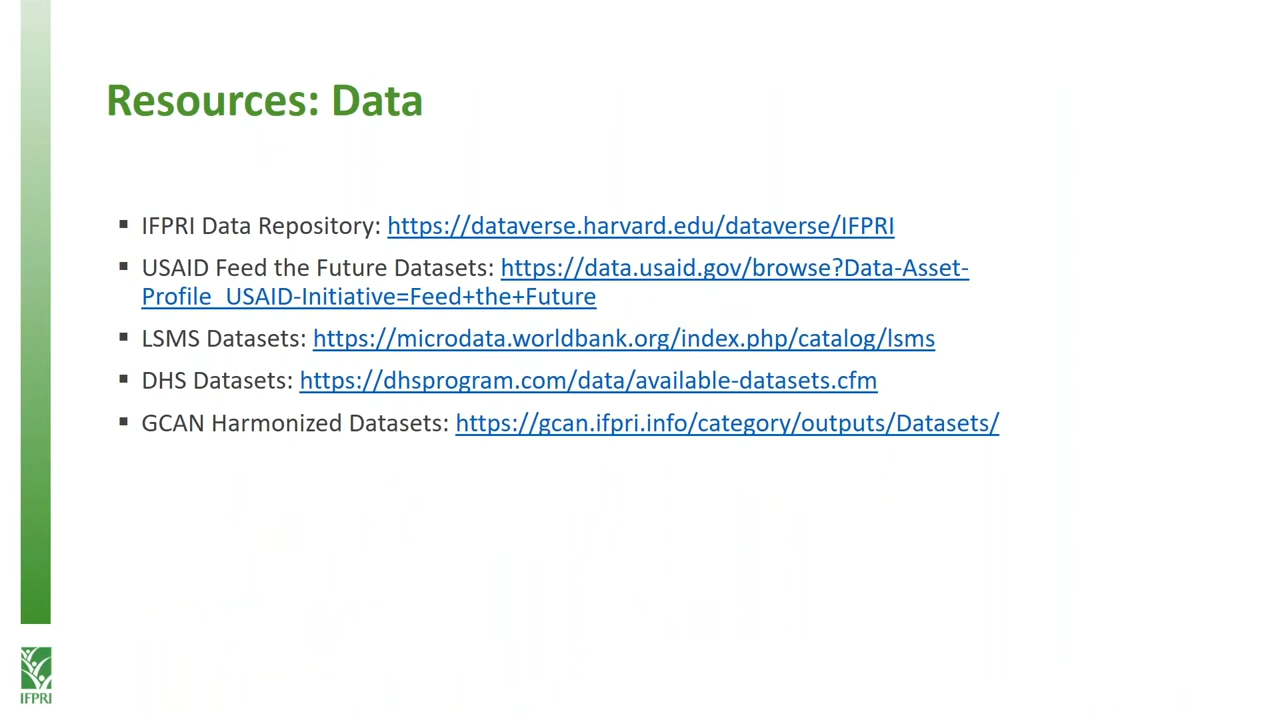 Resources: Data
▪ IFPRI Data Repository: https://dataverse.harvard.edu/dataverse/IFPRI
▪ USAID Feed the Future Datasets: https://data.usaid.gov/browse?Data-Asset-
Profile_USAID-Initiative=Feed+the+Future
▪ LSMS Datasets: https://microdata.worldbank.org/index.php/catalog/lsms
▪ DHS Datasets: https://dhsprogram.com/data/available-datasets.cfm
▪ GCAN Harmonized Datasets: https://gcan.ifpri.info/category/outputs/Datasets/
IFPRI